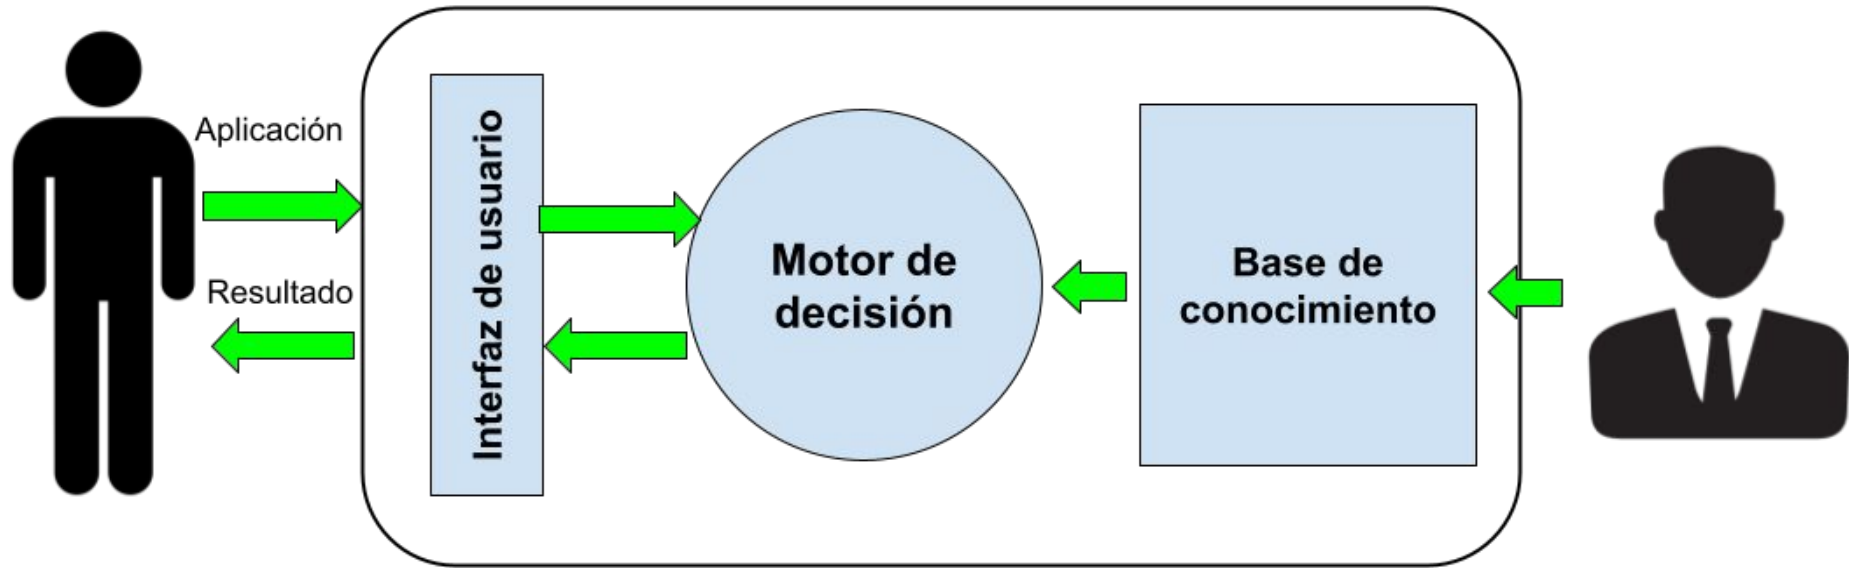 Aplicación
Resultado
Interfaz de usuario
Motor de
decisión
Base de
conocimiento